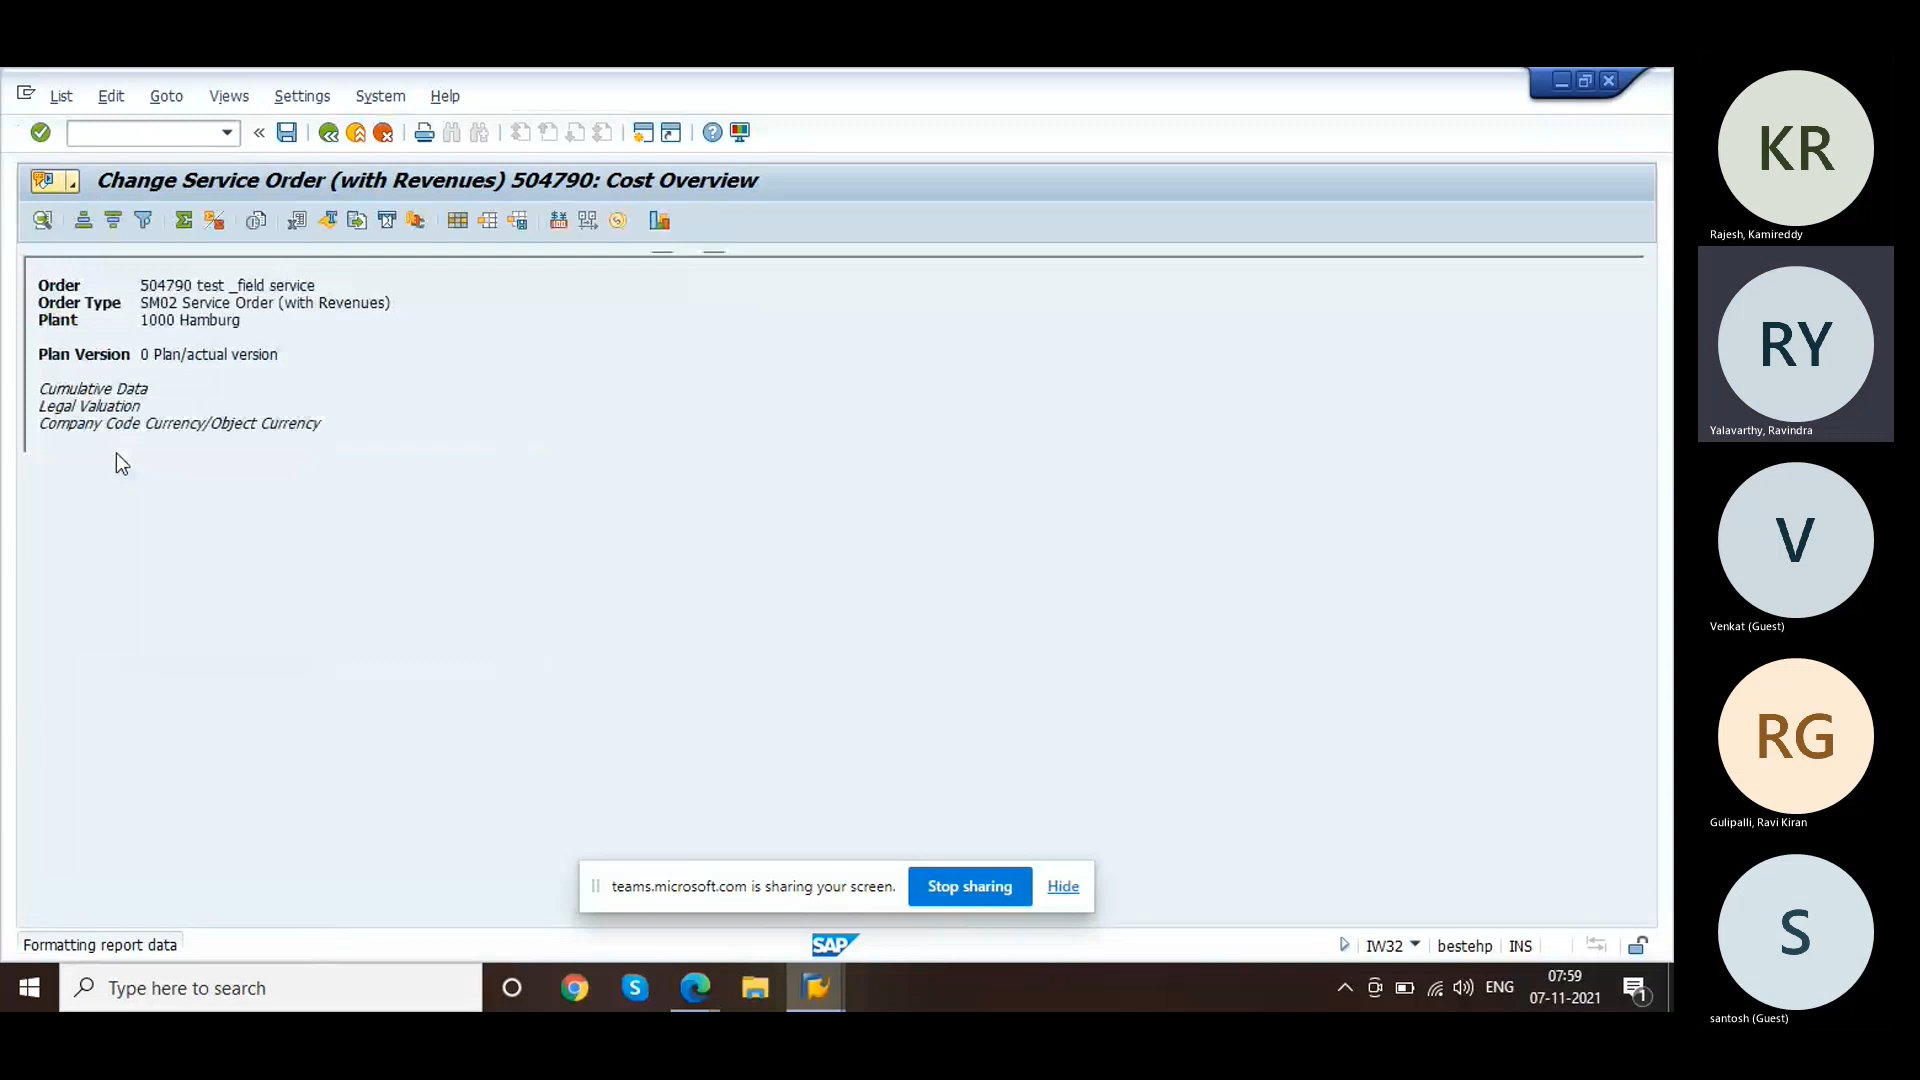 List Edit Goto Views Settings System Help
Change Service Order (with Revenues) 504790: Cost Overview
Order 504790 test _field service
Order Type SM02 Service Order (with Revenues)
Plant 1000 Hamburg
Plan Version 0 Plan/actual version
Cumulative Data
Legal Valuation
Company Code Currency/Object Currency
teams.microsoft.com is sharing your screen. Stop sharing Hide
Formatting report data SAP IW32 bestehp INS
Type here to search S ENG 07:59
07-11-2021 1
KR
Rajesh, Kamireddy
RY
Yalavarthy, Ravindra
V
Venkat (Guest)
RG
Gulipalli, Ravi Kiran
S
santosh (Guest)